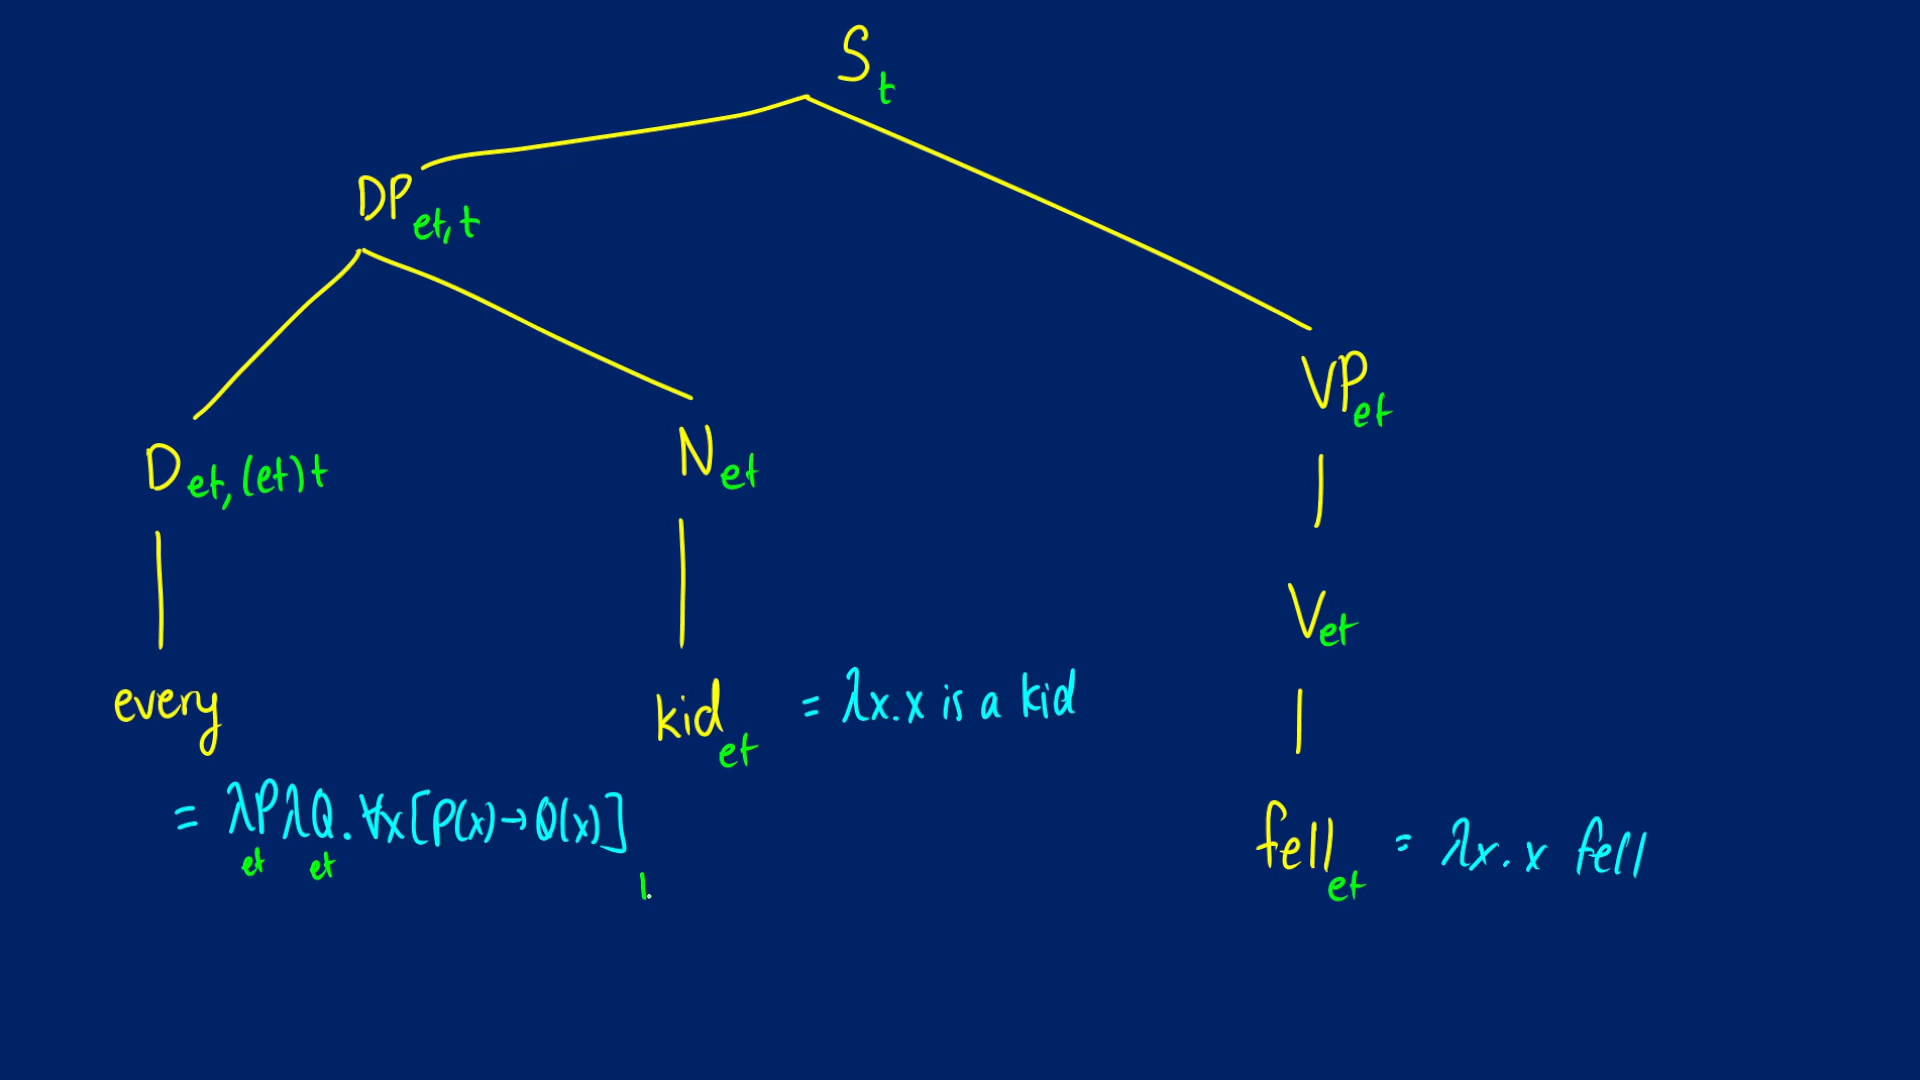 S t
DP et, t
VP et
D et, (et) t
N et
V et
every
kid et = λx. x is a kid
= λP λQ. ∀x [P(x) → Q(x)]
et et
fell et = λx. x fell